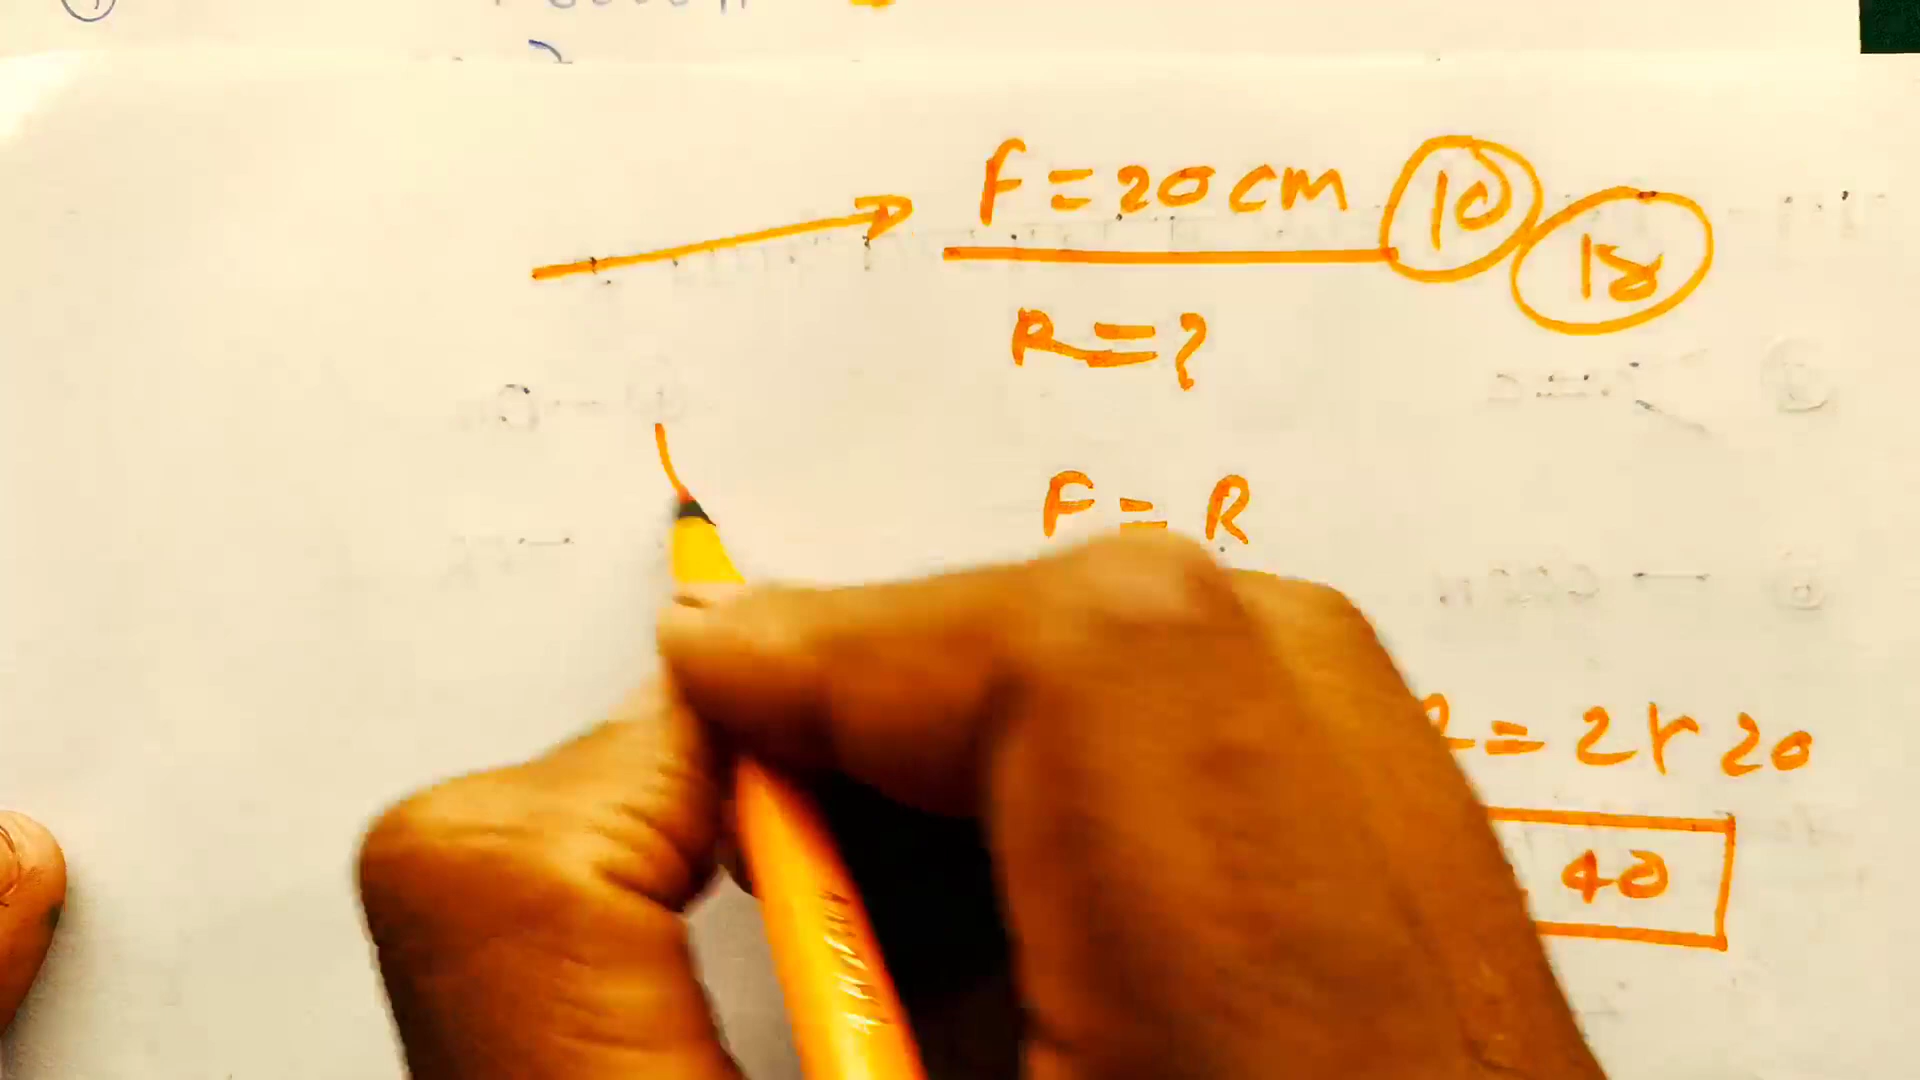 F = 20 cm 10 18
R = ?
F = R
R = 2 x 20
40